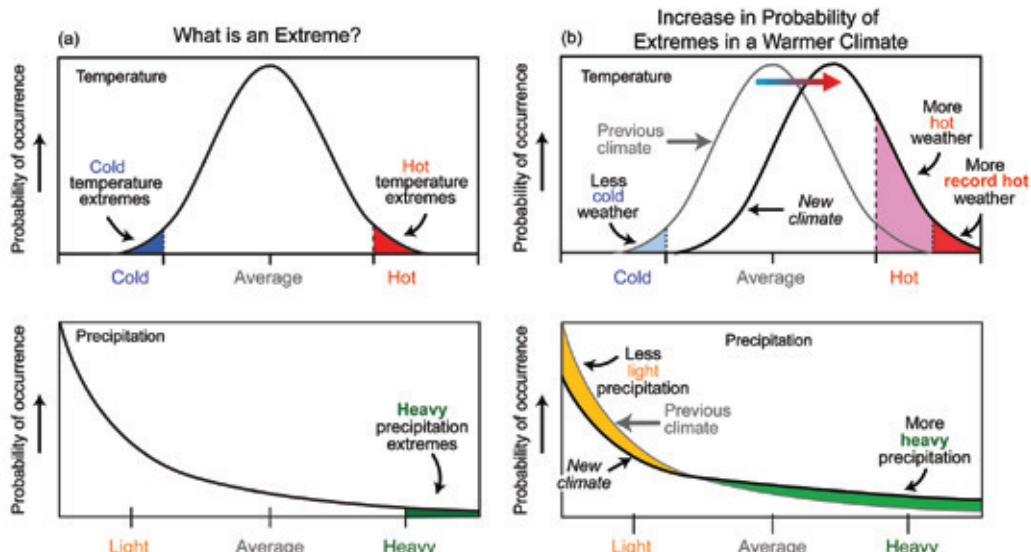 (a)
What is an Extreme?
Probability of occurrence
Temperature
Cold
temperature
extremes
Hot
temperature
extremes
Cold
Average
Hot
Probability of occurrence
Precipitation
Heavy
precipitation
extremes
Light
Average
Heavy
(b)
Increase in Probability of
Extremes in a Warmer Climate
Probability of occurrence
Temperature
Previous
climate
Less
cold
weather
New
climate
More
hot
weather
More
record hot
weather
Cold
Average
Hot
Probability of occurrence
Precipitation
Less
light
precipitation
Previous
climate
New
climate
More
heavy
precipitation
Light
Average
Heavy